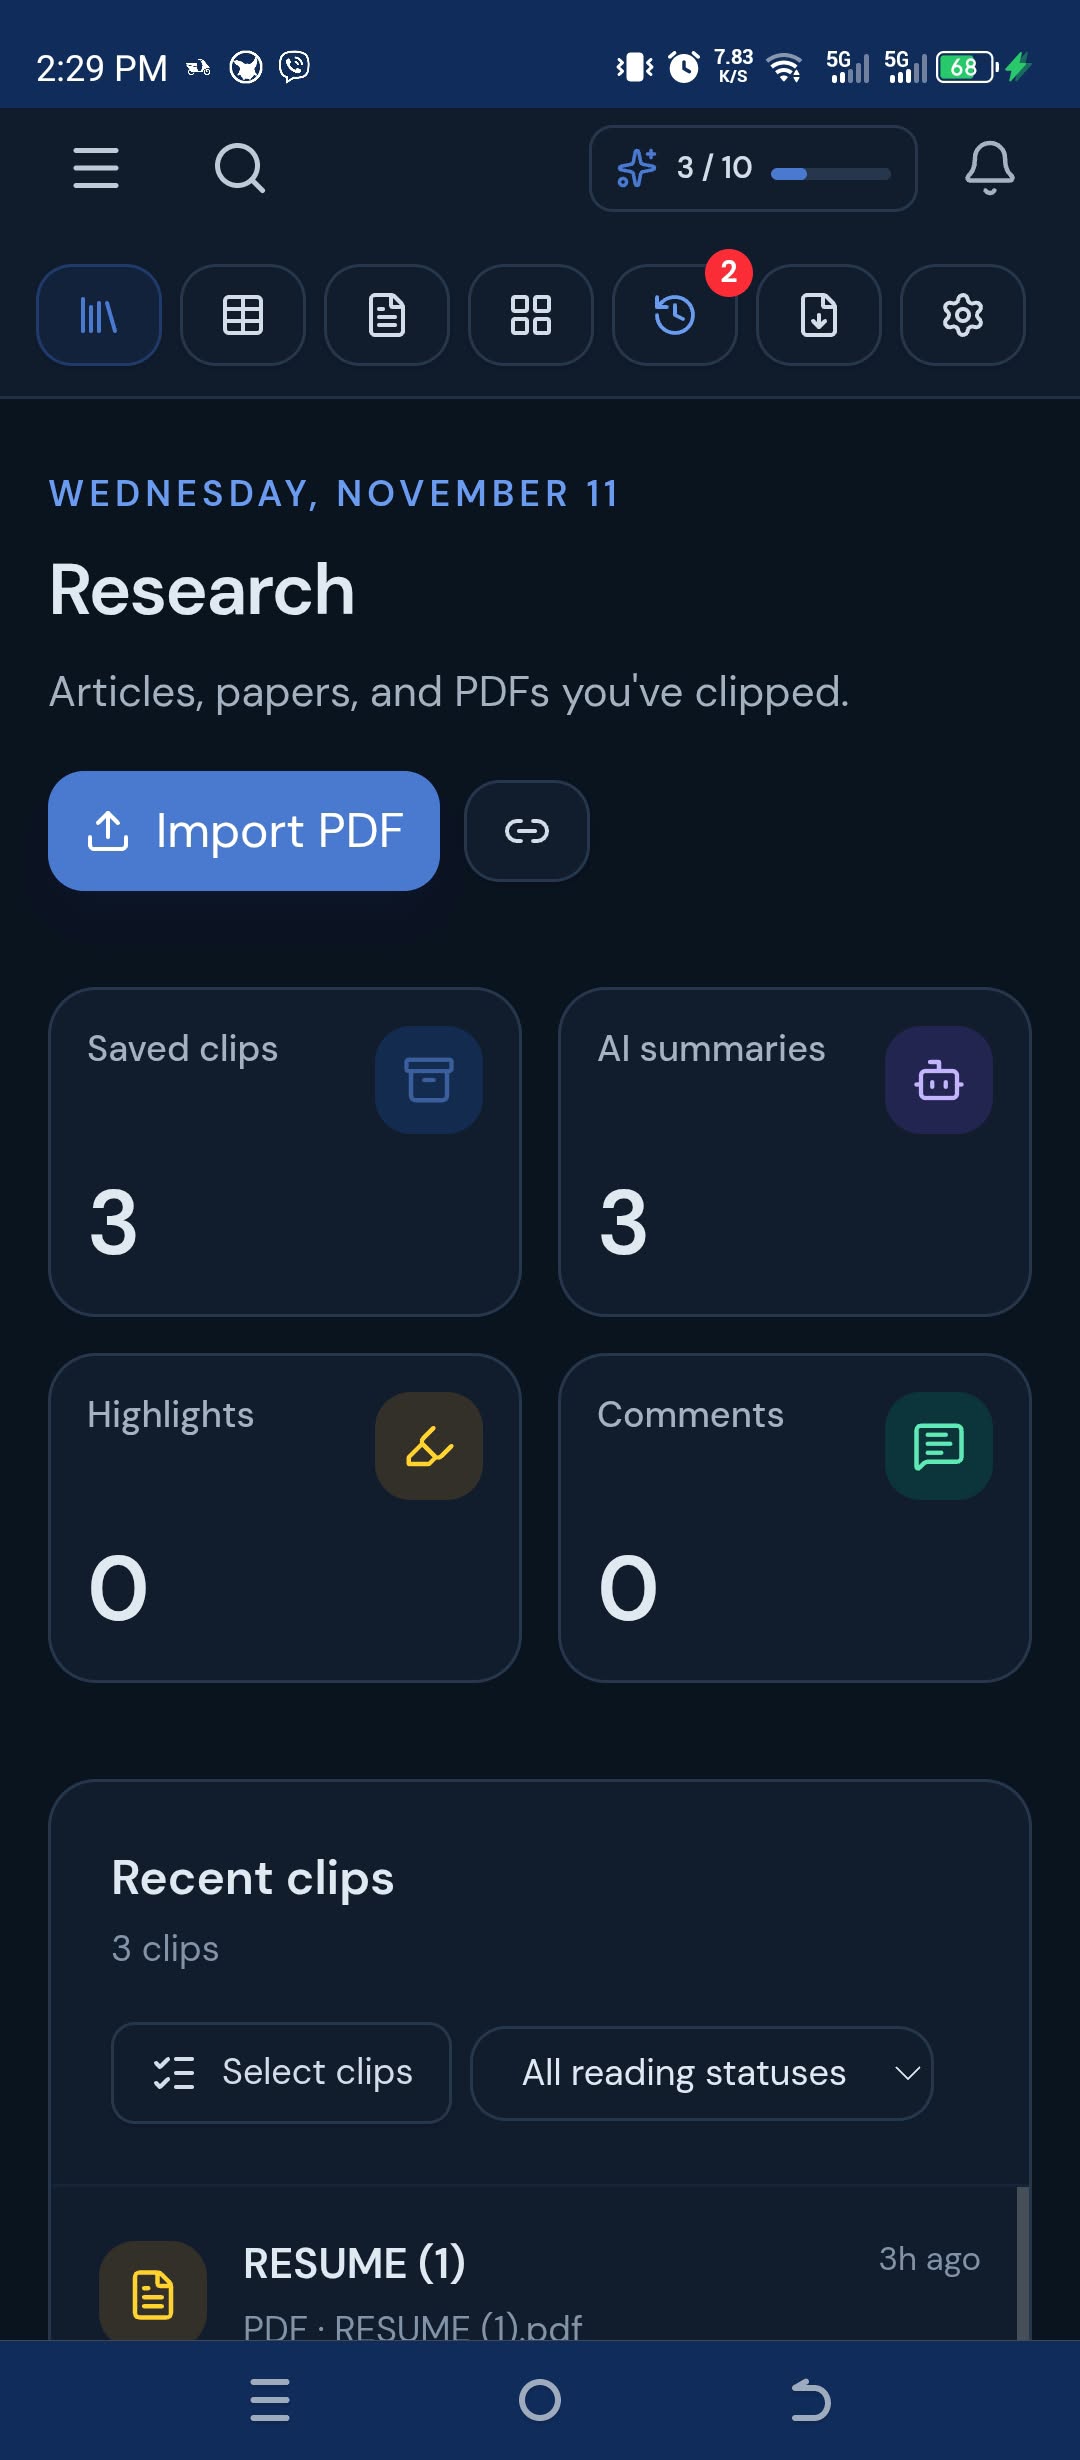 2:29 PM
7.83
K/S
5G
5G
68
3 / 10
2
WEDNESDAY, NOVEMBER 11
Research
Articles, papers, and PDFs you've clipped.
Import PDF
Saved clips
3
AI summaries
3
Highlights
0
Comments
0
Recent clips
3 clips
Select clips
All reading statuses
RESUME (1)
3h ago
PDF · RESUME (1).pdf